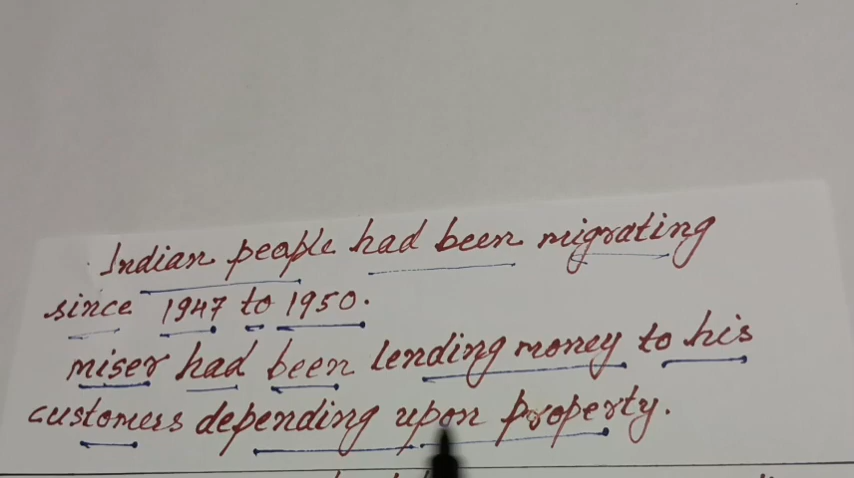 Indian people had been migrating
since 1947 to 1950.
miser had been lending money to his
customers depending upon property.